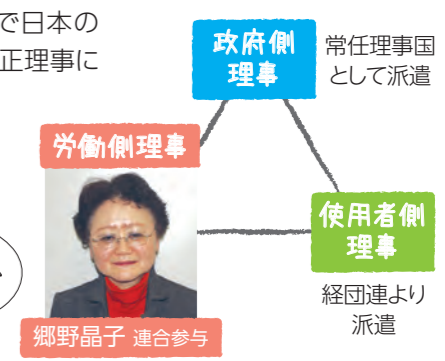 で日本の
正理事に
政府側
理事
常任理事国
として派遣
労働側理事
使用者側
理事
経団連より
派遣
郷野晶子 連合参与